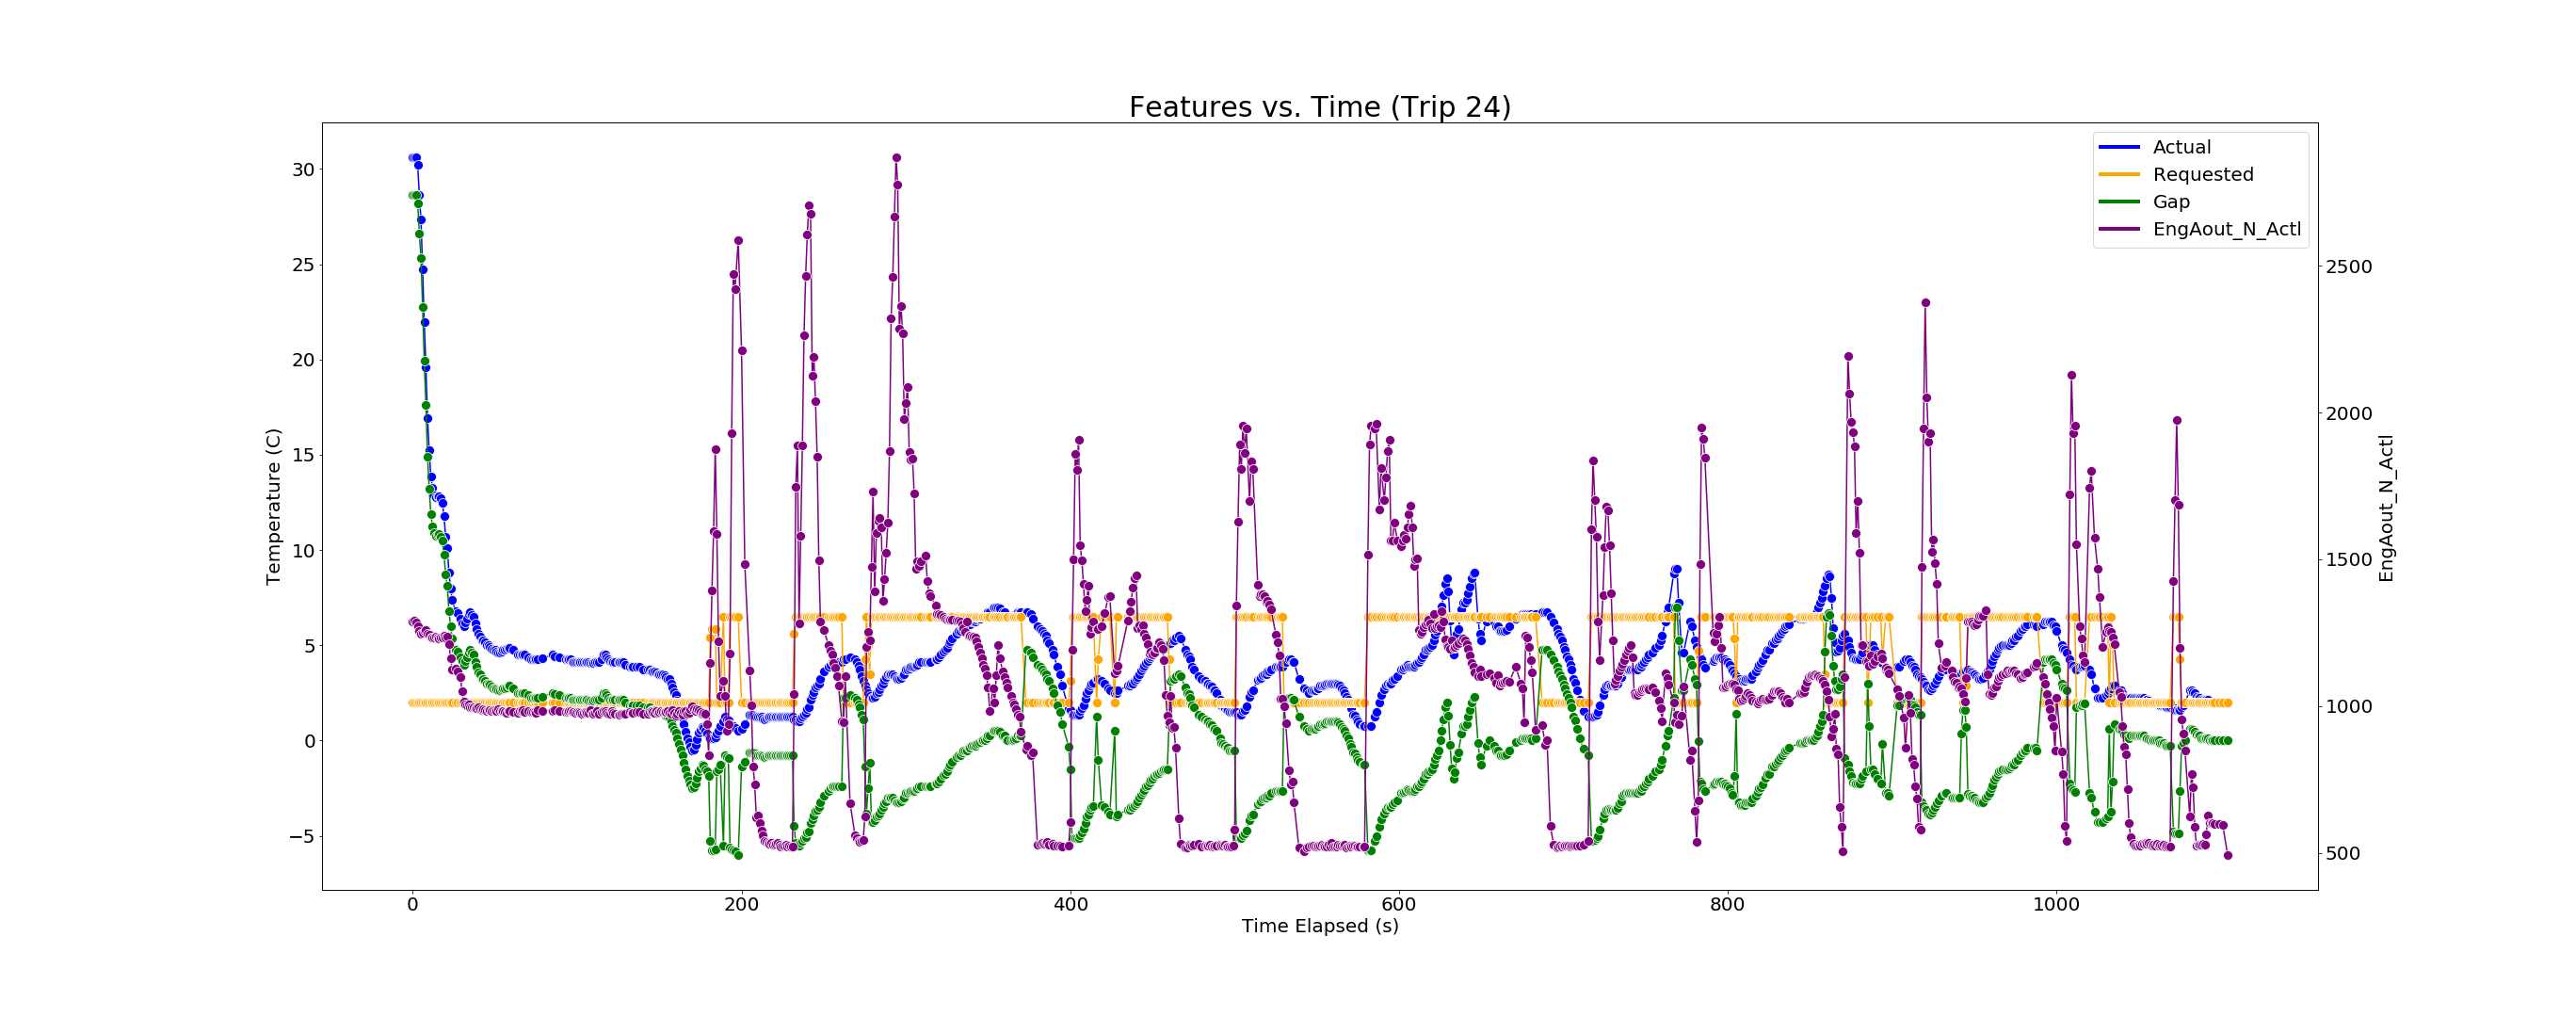 Features vs. Time (Trip 24)
Actual
Requested
Gap
EngAout_N_Actl
30
25
20
15
10
5
0
−5
Temperature (C)
2500
2000
1500
1000
500
EngAout_N_Actl
0 200 400 600 800 1000
Time Elapsed (s)